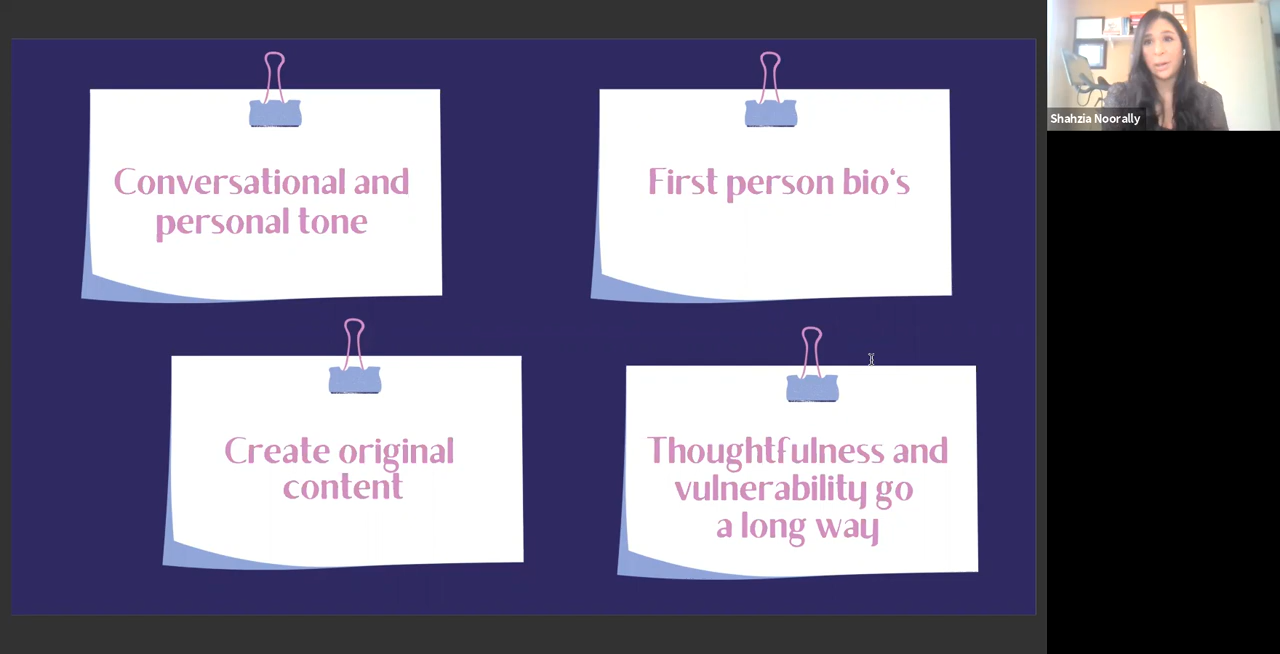 Conversational and
personal tone
First person bio's
Create original
content
Thoughtfulness and
vulnerability go
a long way
Shahzia Noorally